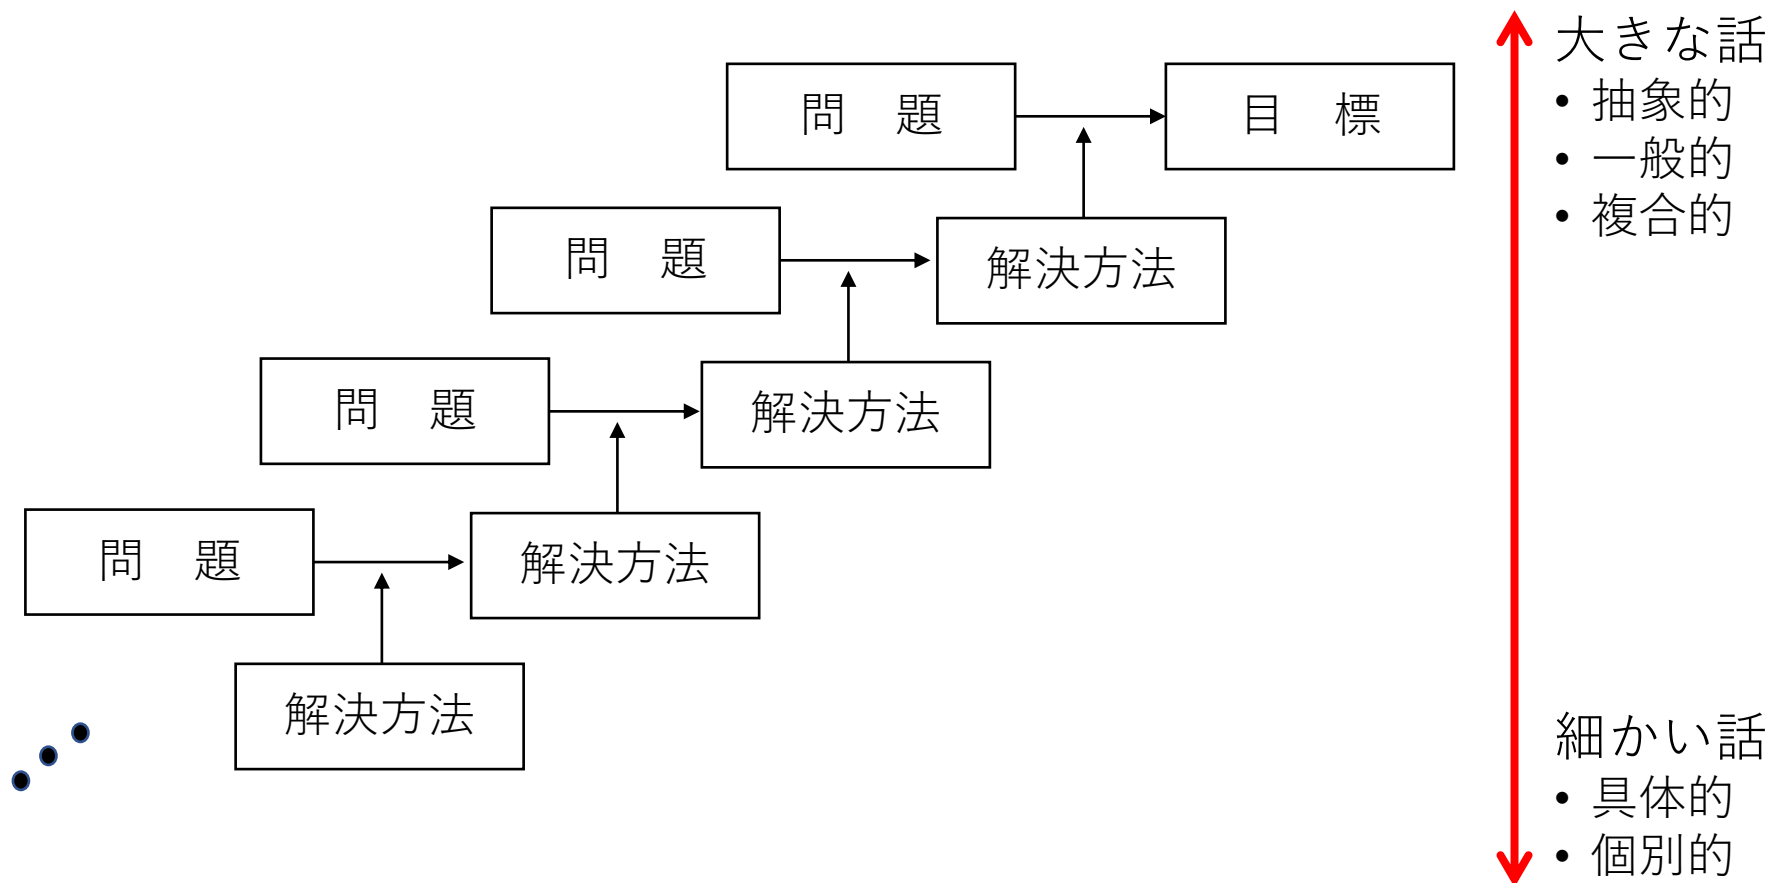 大きな話
問　題
目　標
• 抽象的
• 一般的
• 複合的
問　題
解決方法
問　題
解決方法
問　題
解決方法
解決方法
細かい話
• 具体的
• 個別的